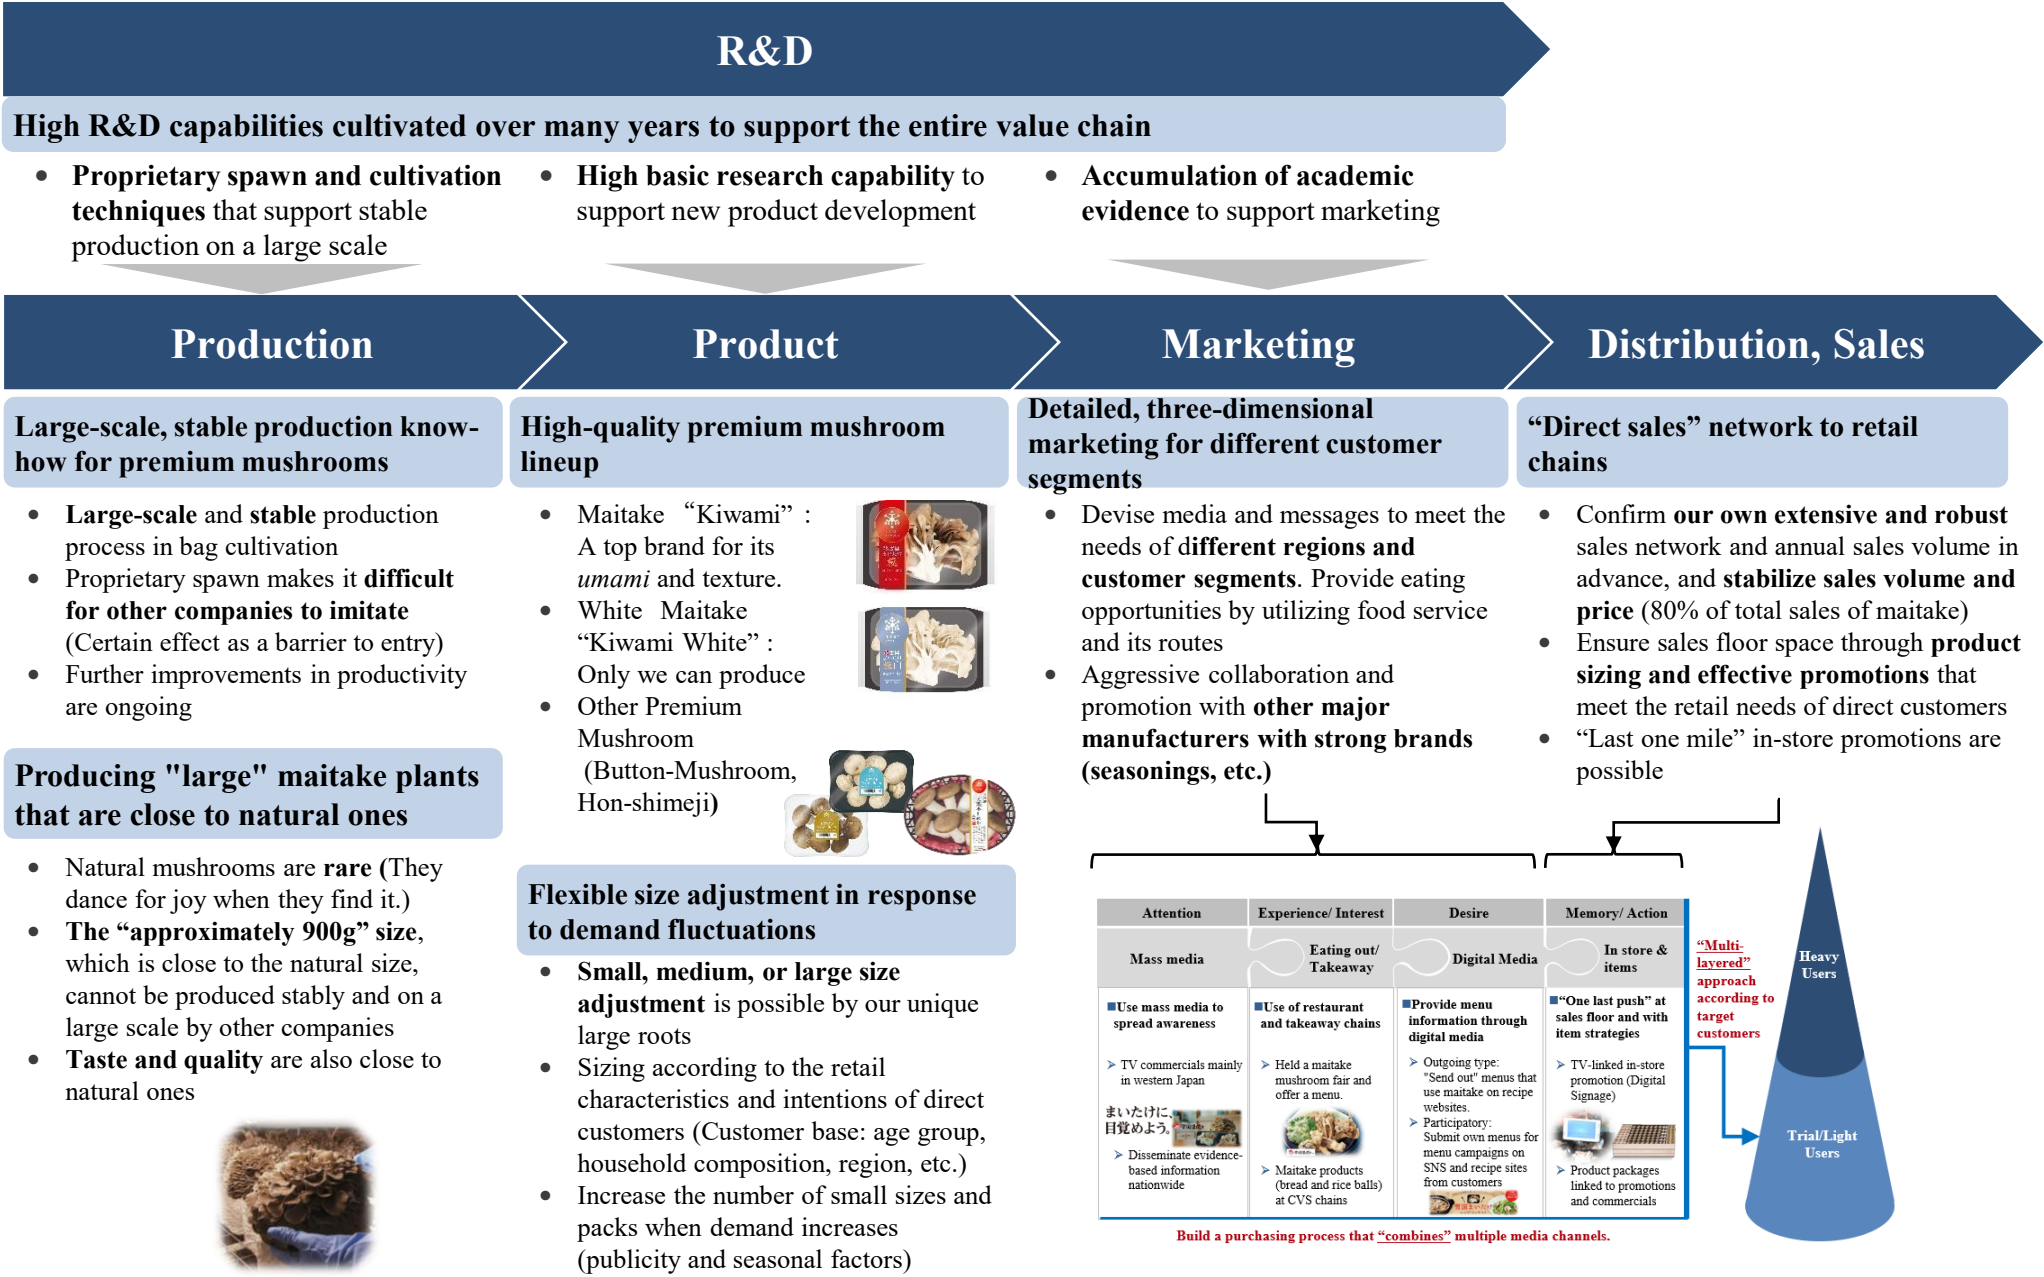 R&D
High R&D capabilities cultivated over many years to support the entire value chain
• Proprietary spawn and cultivation
techniques that support stable
production on a large scale
• High basic research capability to
support new product development
• Accumulation of academic
evidence to support marketing
Production
Product
Marketing
Distribution, Sales
Large-scale, stable production know-
how for premium mushrooms
• Large-scale and stable production
process in bag cultivation
• Proprietary spawn makes it difficult
for other companies to imitate
(Certain effect as a barrier to entry)
• Further improvements in productivity
are ongoing
Producing "large" maitake plants
that are close to natural ones
• Natural mushrooms are rare (They
dance for joy when they find it.)
• The “approximately 900g” size,
which is close to the natural size,
cannot be produced stably and on a
large scale by other companies
• Taste and quality are also close to
natural ones
High-quality premium mushroom
lineup
• Maitake “Kiwami” :
A top brand for its
umami and texture.
• White Maitake
“Kiwami White” :
Only we can produce
• Other Premium
Mushroom
(Button-Mushroom,
Hon-shimeji)
Flexible size adjustment in response
to demand fluctuations
• Small, medium, or large size
adjustment is possible by our unique
large roots
• Sizing according to the retail
characteristics and intentions of direct
customers (Customer base: age group,
household composition, region, etc.)
• Increase the number of small sizes and
packs when demand increases
(publicity and seasonal factors)
Detailed, three-dimensional
marketing for different customer
segments
• Devise media and messages to meet the
needs of different regions and
customer segments. Provide eating
opportunities by utilizing food service
and its routes
• Aggressive collaboration and
promotion with other major
manufacturers with strong brands
(seasonings, etc.)
“Direct sales” network to retail
chains
• Confirm our own extensive and robust
sales network and annual sales volume in
advance, and stabilize sales volume and
price (80% of total sales of maitake)
• Ensure sales floor space through product
sizing and effective promotions that
meet the retail needs of direct customers
• “Last one mile” in-store promotions are
possible
Attention
Experience/ Interest
Desire
Memory/ Action
Mass media
Eating out/
Takeaway
Digital Media
In store &
items
■Use mass media to
spread awareness
➢ TV commercials mainly
in western Japan
まいたけに、
目覚めよう。
➢ Disseminate evidence-
based information
nationwide
■Use of restaurant
and takeaway chains
➢ Held a maitake
mushroom fair and
offer a menu.
➢ Maitake products
(bread and rice balls)
at CVS chains
■Provide menu
information through
digital media
➢ Outgoing type:
"Send out" menus that
use maitake on recipe
websites.
➢ Participatory:
Submit own menus for
menu campaigns on
SNS and recipe sites
from customers
■“One last push” at
sales floor and with
item strategies
➢ TV-linked in-store
promotion (Digital
Signage)
➢ Product packages
linked to promotions
and commercials
“Multi-
layered”
approach
according to
target
customers
Heavy
Users
Trial/Light
Users
Build a purchasing process that “combines” multiple media channels.